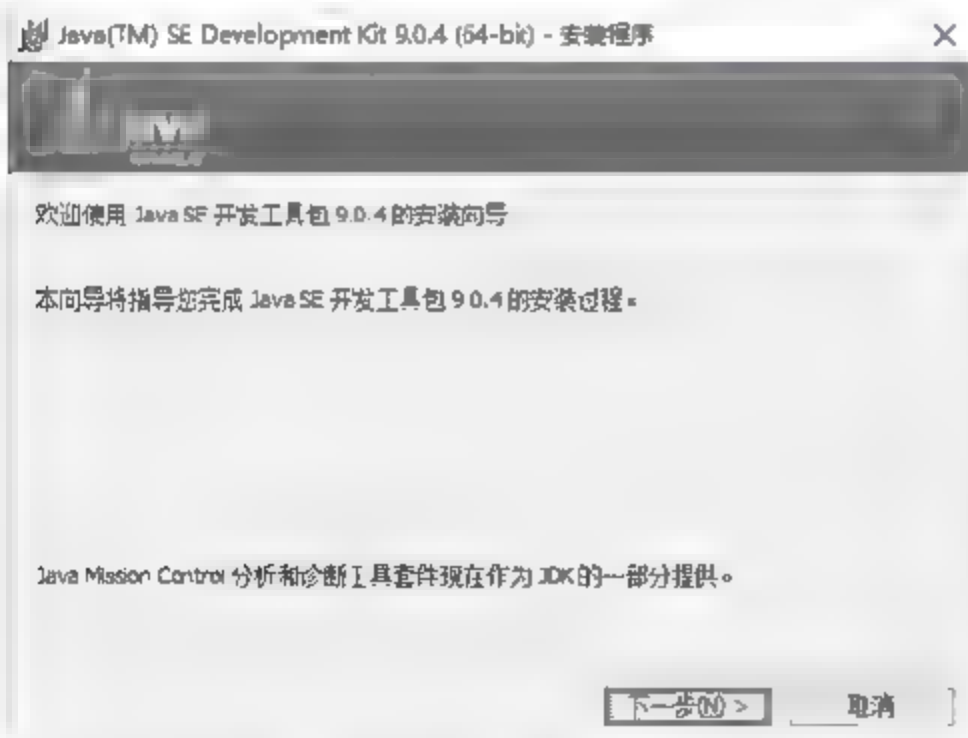 Java(TM) SE Development Kit 9.0.4 (64-bit) - 安装程序
欢迎使用 Java SE 开发工具包 9.0.4 的安装向导
本向导将指导您完成 Java SE 开发工具包 9.0.4 的安装过程。
Java Mission Control 分析和诊断工具套件现在作为 JDK 的一部分提供。
下一步(N) >
取消